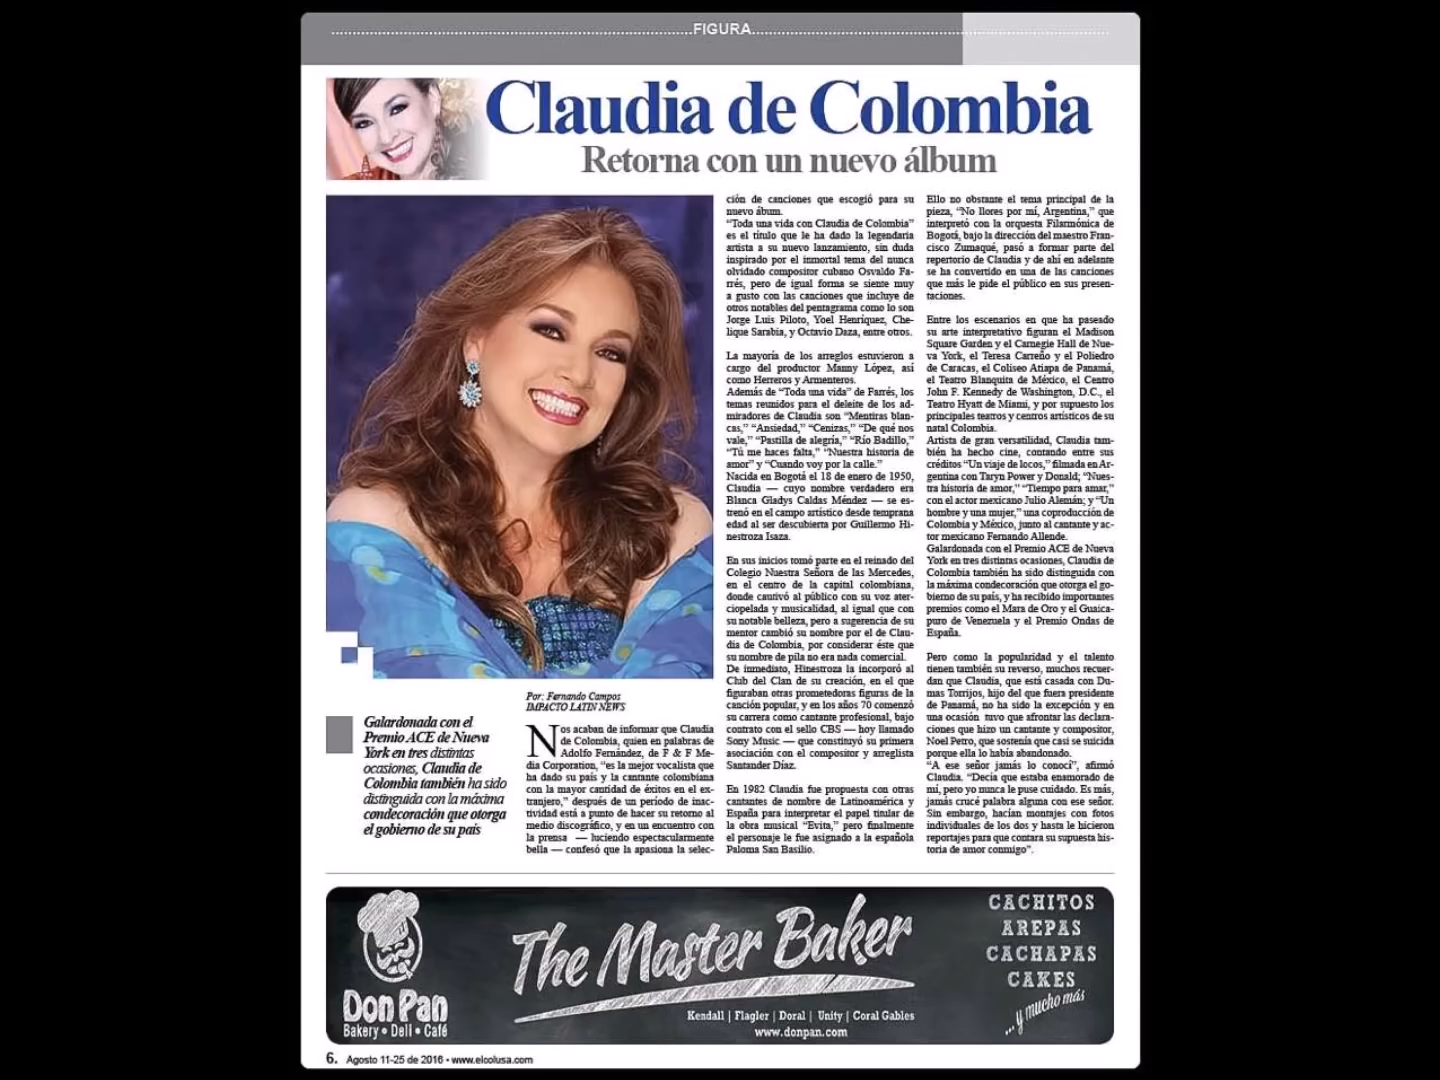 FIGURA
Claudia de Colombia
Retorna con un nuevo álbum
Por: Fernando Campos
IMPACTO LATIN NEWS
Galardonada con el
Premio ACE de Nueva
York en tres distintas
ocasiones, Claudia de
Colombia también ha sido
distinguida con la máxima
condecoración que otorga
el gobierno de su país
Nos acaban de informar que Claudia
de Colombia, quien en palabras de
Adolfo Fernández, de F & F Me-
dia Corporation, “es la mejor vocalista que
ha dado su país y la cantante colombiana
con la mayor cantidad de éxitos en el ex-
tranjero,” después de un período de inac-
tividad está a punto de hacer su retorno al
medio discográfico, y en un encuentro con
la prensa — luciendo espectacularmente
bella — confesó que la apasiona la selec-
ción de canciones que escogió para su
nuevo ábum.
“Toda una vida con Claudia de Colombia”
es el título que le ha dado la legendaria
artista a su nuevo lanzamiento, sin duda
inspirado por el inmortal tema del nunca
olvidado compositor cubano Osvaldo Fa-
rrés, pero de igual forma se siente muy
a gusto con las canciones que incluye de
otros notables del pentagrama como lo son
Jorge Luis Piloto, Yoel Henríquez, Che-
lique Sarabia, y Octavio Daza, entre otros.
La mayoría de los arreglos estuvieron a
cargo del productor Manny López, así
como Herreros y Armenteros.
Además de “Toda una vida” de Farrés, los
temas reunidos para el deleite de los ad-
miradores de Claudia son “Mentiras blan-
cas,” “Ansiedad,” “Cenizas,” “De qué nos
vale,” “Pastilla de alegría,” “Río Badillo,”
“Tú me haces falta,” “Nuestra historia de
amor” y “Cuando voy por la calle.”
Nacida en Bogotá el 18 de enero de 1950,
Claudia — cuyo nombre verdadero era
Blanca Gladys Caldas Méndez — se es-
trenó en el campo artístico desde temprana
edad al ser descubierta por Guillermo Hi-
nestroza Isaza.
En sus inicios tomó parte en el reinado del
Colegio Nuestra Señora de las Mercedes,
en el centro de la capital colombiana,
donde cautivó al público con su voz ater-
ciopelada y musicalidad, al igual que con
su notable belleza, pero a sugerencia de su
mentor cambió su nombre por el de Clau-
dia de Colombia, por considerar éste que
su nombre de pila no era nada comercial.
De inmediato, Hinestroza la incorporó al
Club del Clan de su creación, en el que
figuraban otras prometedoras figuras de la
canción popular, y en los años 70 comenzó
su carrera como cantante profesional, bajo
contrato con el sello CBS — hoy llamado
Sony Music — que constituyó su primera
asociación con el compositor y arreglista
Santander Díaz.
En 1982 Claudia fue propuesta con otras
cantantes de nombre de Latinoamérica y
España para interpretar el papel titular de
la obra musical “Evita,” pero finalmente
el personaje le fue asignado a la española
Paloma San Basilio.
Ello no obstante el tema principal de la
pieza, “No llores por mí, Argentina,” que
interpretó con la orquesta Filarmónica de
Bogotá, bajo la dirección del maestro Fran-
cisco Zumaqué, pasó a formar parte del
repertorio de Claudia y de ahí en adelante
se ha convertido en una de las canciones
que más le pide el público en sus presen-
taciones.
Entre los escenarios en que ha paseado
su arte interpretativo figuran el Madison
Square Garden y el Carnegie Hall de Nue-
va York, el Teresa Carreño y el Poliedro
de Caracas, el Coliseo Atlapa de Panamá,
el Teatro Blanquita de México, el Centro
John F. Kennedy de Washington, D.C., el
Teatro Hyatt de Miami, y por supuesto los
principales teatros y centros artísticos de su
natal Colombia.
Artista de gran versatilidad, Claudia tam-
bién ha hecho cine, contando entre sus
créditos “Un viaje de locos,” filmada en Ar-
gentina con Taryn Power y Donald; “Nues-
tra historia de amor,” “Tiempo para amar,”
con el actor mexicano Julio Alemán; y “Un
hombre y una mujer,” una coproducción de
Colombia y México, junto al cantante y ac-
tor mexicano Fernando Allende.
Galardonada con el Premio ACE de Nueva
York en tres distintas ocasiones, Claudia de
Colombia también ha sido distinguida con
la máxima condecoración que otorga el go-
bierno de su país, y ha recibido importantes
premios como el Mara de Oro y el Guaica-
puro de Venezuela y el Premio Ondas de
España.
Pero como la popularidad y el talento
tienen también su reverso, muchos recuer-
dan que Claudia, que está casada con Du-
mas Torrijos, hijo del que fuera presidente
de Panamá, no ha sido la excepción y en
una ocasión tuvo que afrontar las declara-
ciones que hizo un cantante y compositor,
Noel Petro, que sostenía que casi se suicida
porque ella lo había abandonado.
“A ese señor jamás lo conocí”, afirmó
Claudia. “Decía que estaba enamorado de
mí, pero yo nunca le puse cuidado. Es más,
jamás crucé palabra alguna con ese señor.
Sin embargo, hacían montajes con fotos
individuales de los dos y hasta le hicieron
reportajes para que contara su supuesta his-
toria de amor conmigo”.
Don Pan
Bakery • Deli • Café
The Master Baker
Kendall | Flagler | Doral | Unity | Coral Gables
www.donpan.com
CACHITOS
AREPAS
CACHAPAS
CAKES
...y mucho más
6. Agosto 11-25 de 2016 • www.elcolusa.com